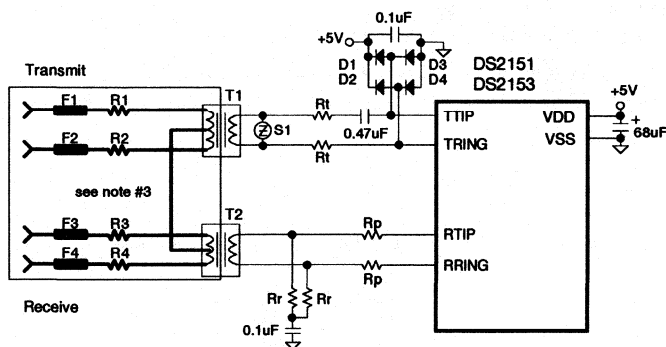 0.1uF
+5V
D1 D3
D2 D4
DS2151
DS2153
Transmit
T1
+5V
F1 R1
Rt
TTIP VDD
S1
0.47uF
+
68uF
F2 R2
VSS
Rt
TRING
see note #3
T2
F3 R3
Rp
RTIP
F4 R4
RRING
Rp
Receive
Rr Rr
0.1uF